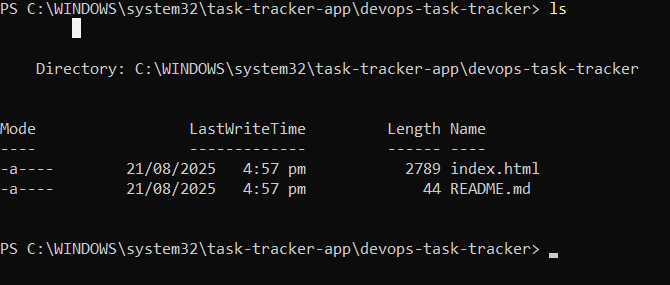 PS C:\WINDOWS\system32\task-tracker-app\devops-task-tracker> ls
Directory: C:\WINDOWS\system32\task-tracker-app\devops-task-tracker
Mode LastWriteTime Length Name
---- ------------- ------ ----
-a---- 21/08/2025 4:57 pm 2789 index.html
-a---- 21/08/2025 4:57 pm 44 README.md
PS C:\WINDOWS\system32\task-tracker-app\devops-task-tracker>